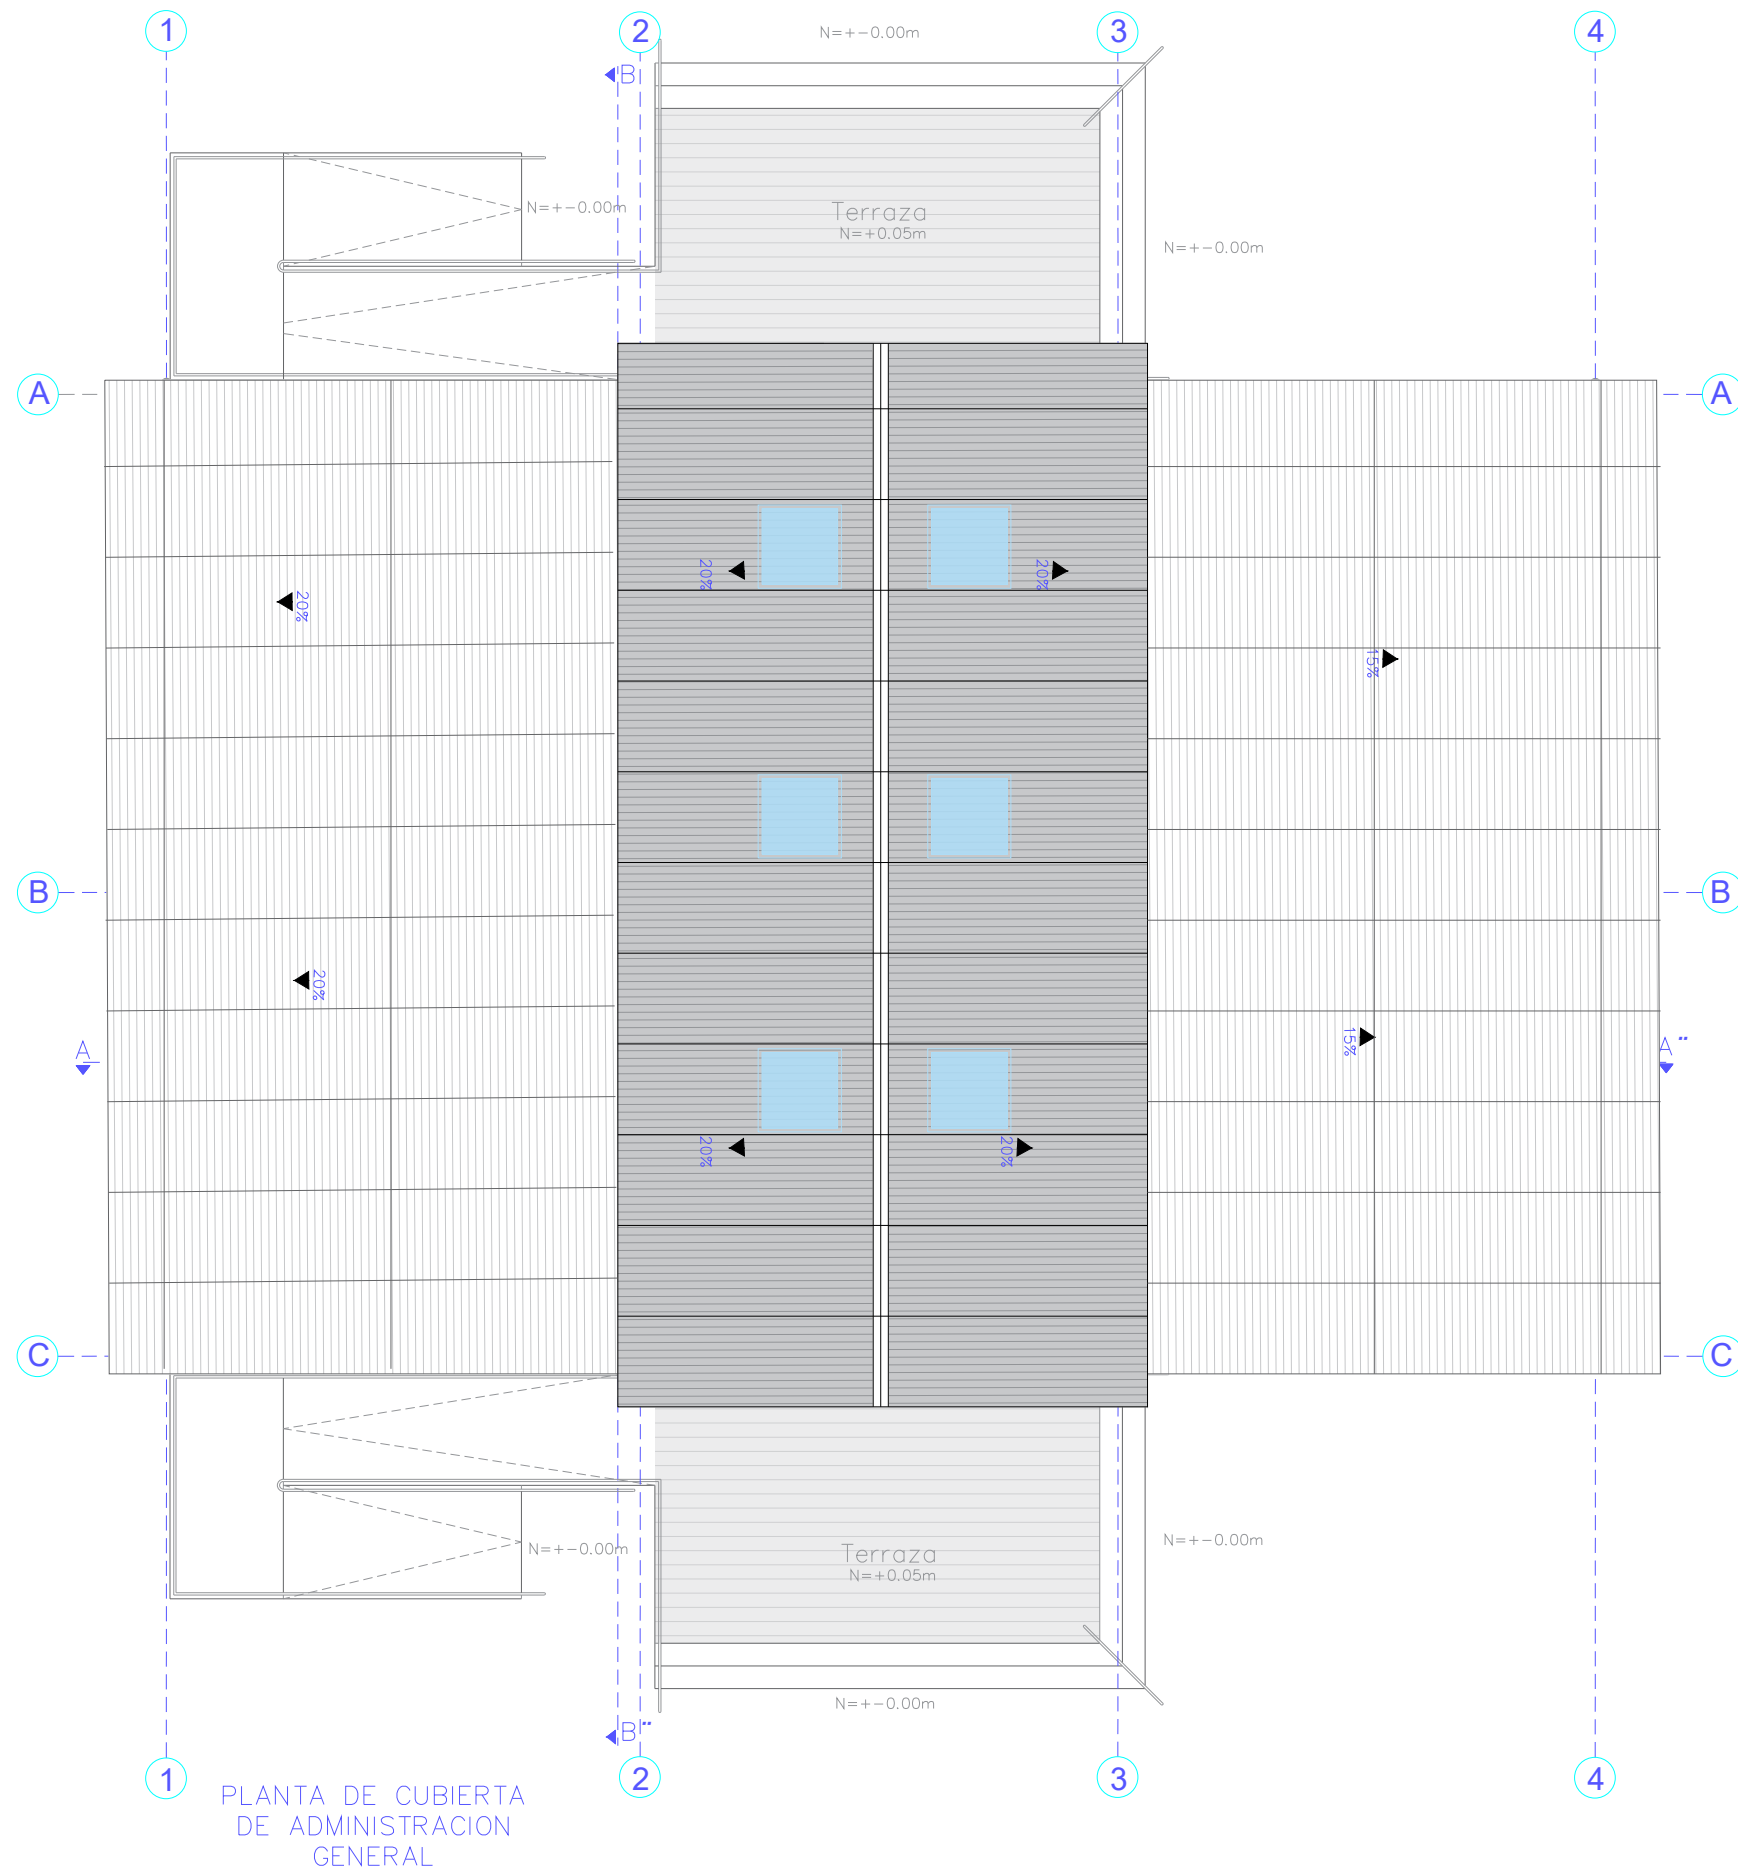 1
2
3
4
N=+-0.00m
B
N=+-0.00m
Terraza
N=+0.05m
N=+-0.00m
A
A
20%
20%
20%
15%
B
B
20%
15%
A
A¨
20%
20%
C
C
N=+-0.00m
Terraza
N=+0.05m
N=+-0.00m
N=+-0.00m
B¨
1
2
3
4
PLANTA DE CUBIERTA
DE ADMINISTRACION
GENERAL